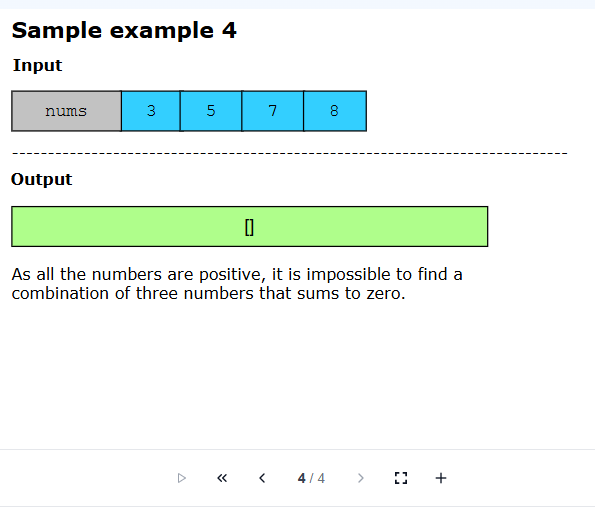 Sample example 4
Input
nums 3 5 7 8
Output
[]
As all the numbers are positive, it is impossible to find a
combination of three numbers that sums to zero.
4 / 4